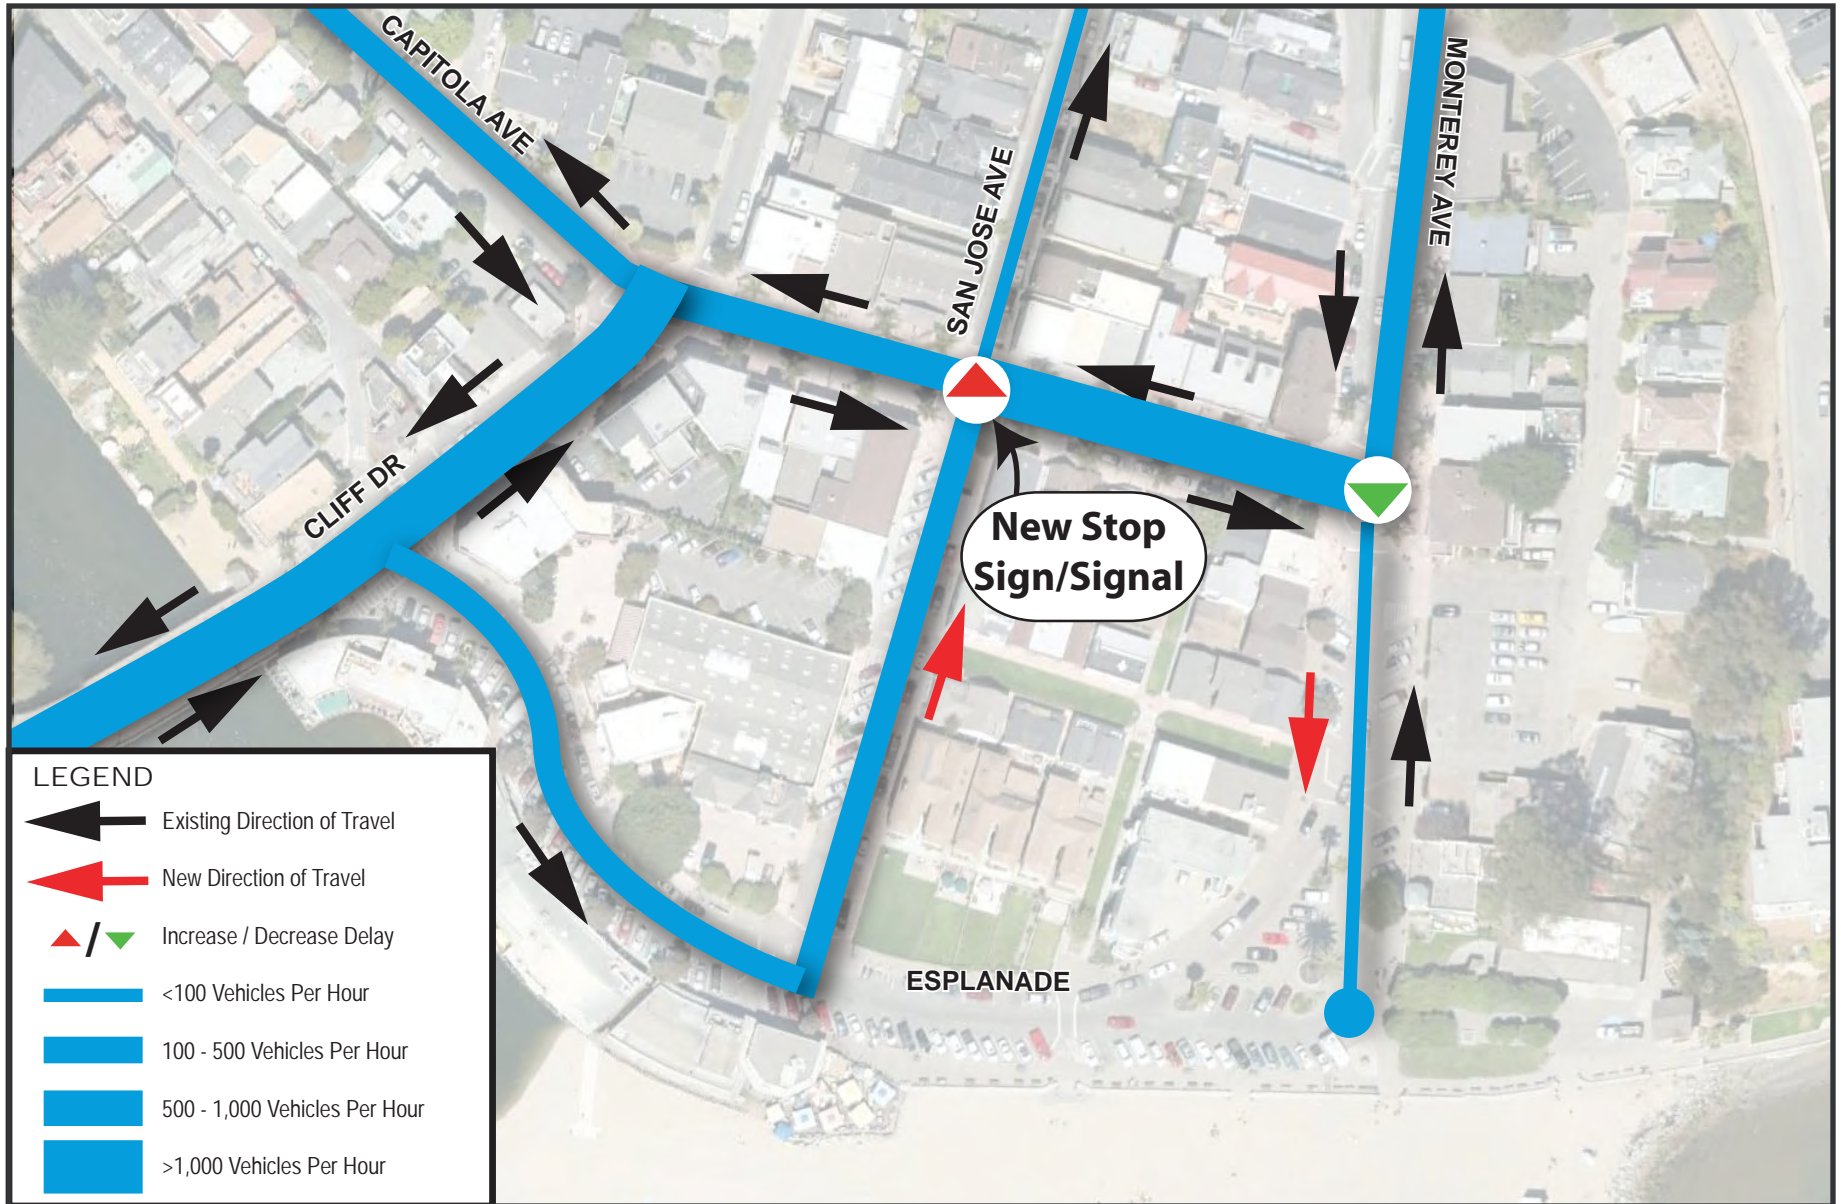 CAPITOLA AVE
SAN JOSE AVE
MONTEREY AVE
CLIFF DR
New Stop
Sign/Signal
ESPLANADE
LEGEND
Existing Direction of Travel
New Direction of Travel
/ Increase / Decrease Delay
<100 Vehicles Per Hour
100 - 500 Vehicles Per Hour
500 - 1,000 Vehicles Per Hour
>1,000 Vehicles Per Hour